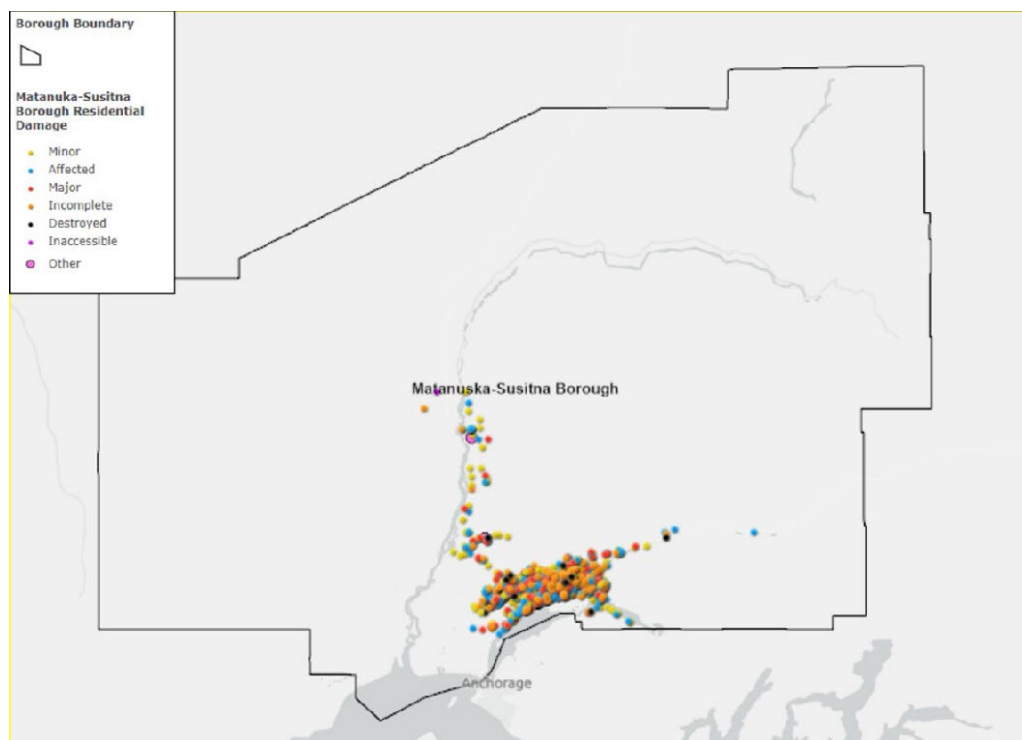 Borough Boundary
Matanuka-Susitna
Borough Residential
Damage
Minor
Affected
Major
Incomplete
Destroyed
Inaccessible
Other
Matanuska-Susitna Borough
Anchorage